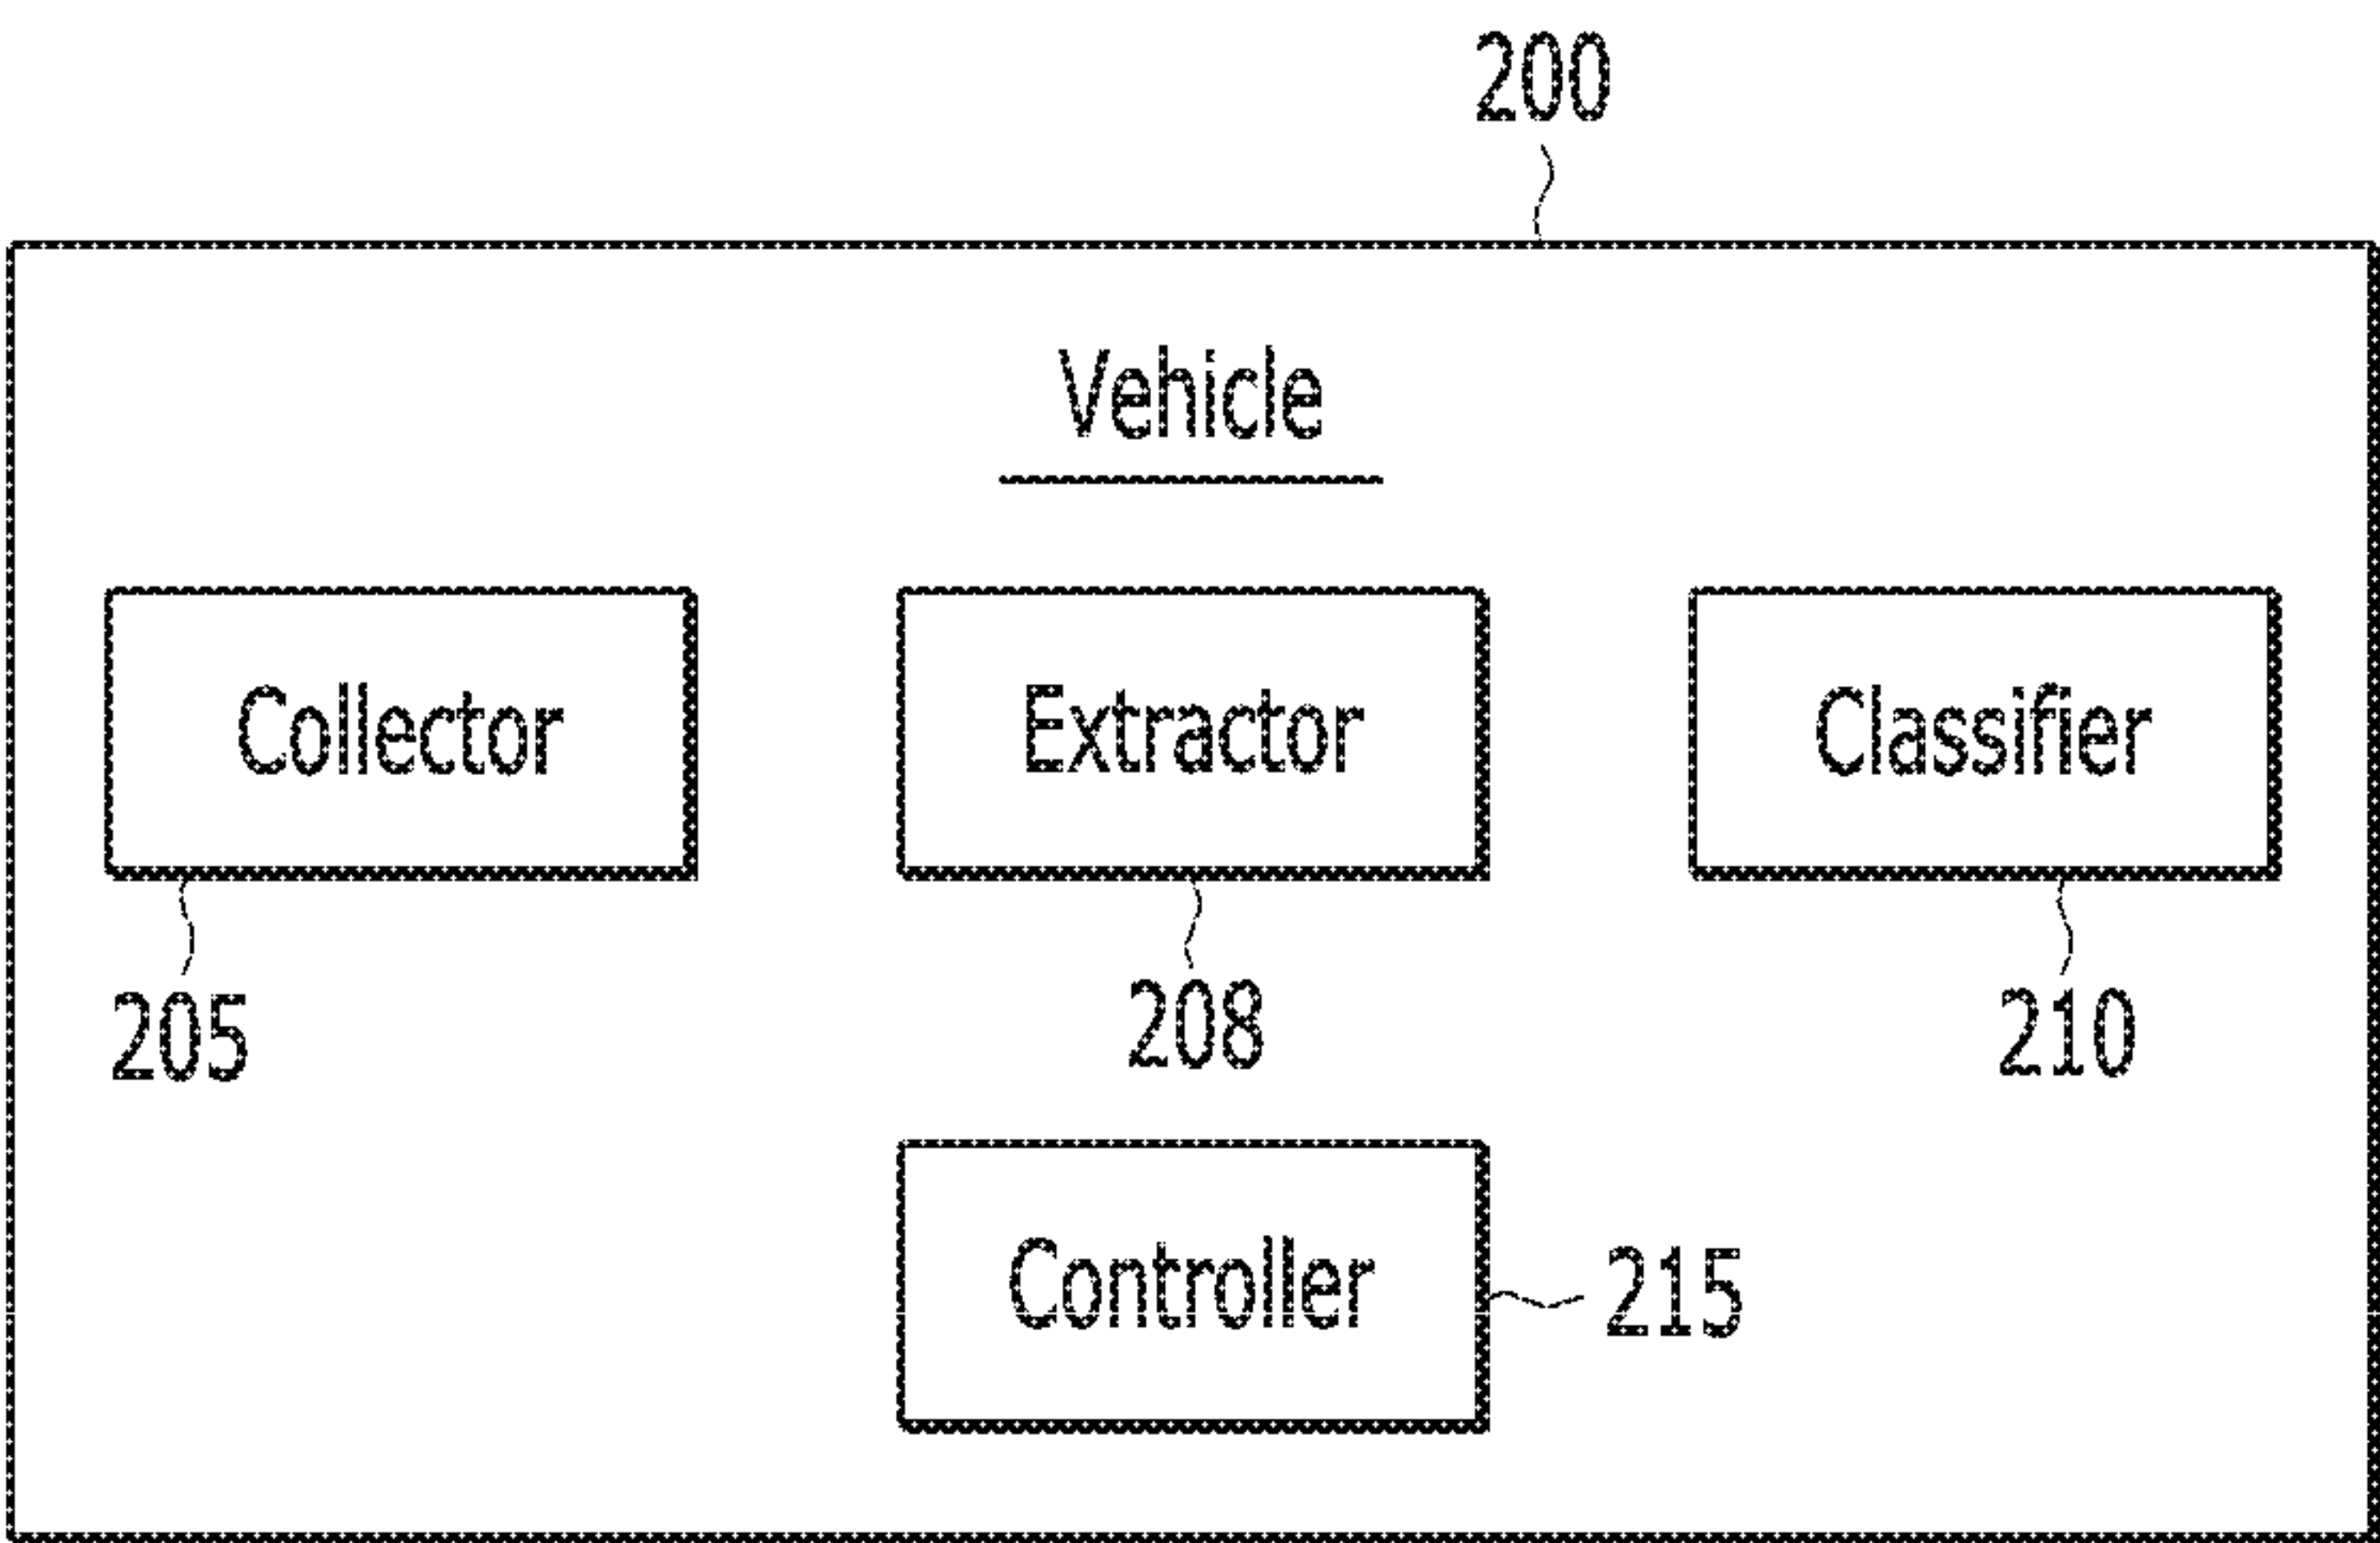 200
Vehicle
Collector Extractor Classifier
205 208 210
Controller 215